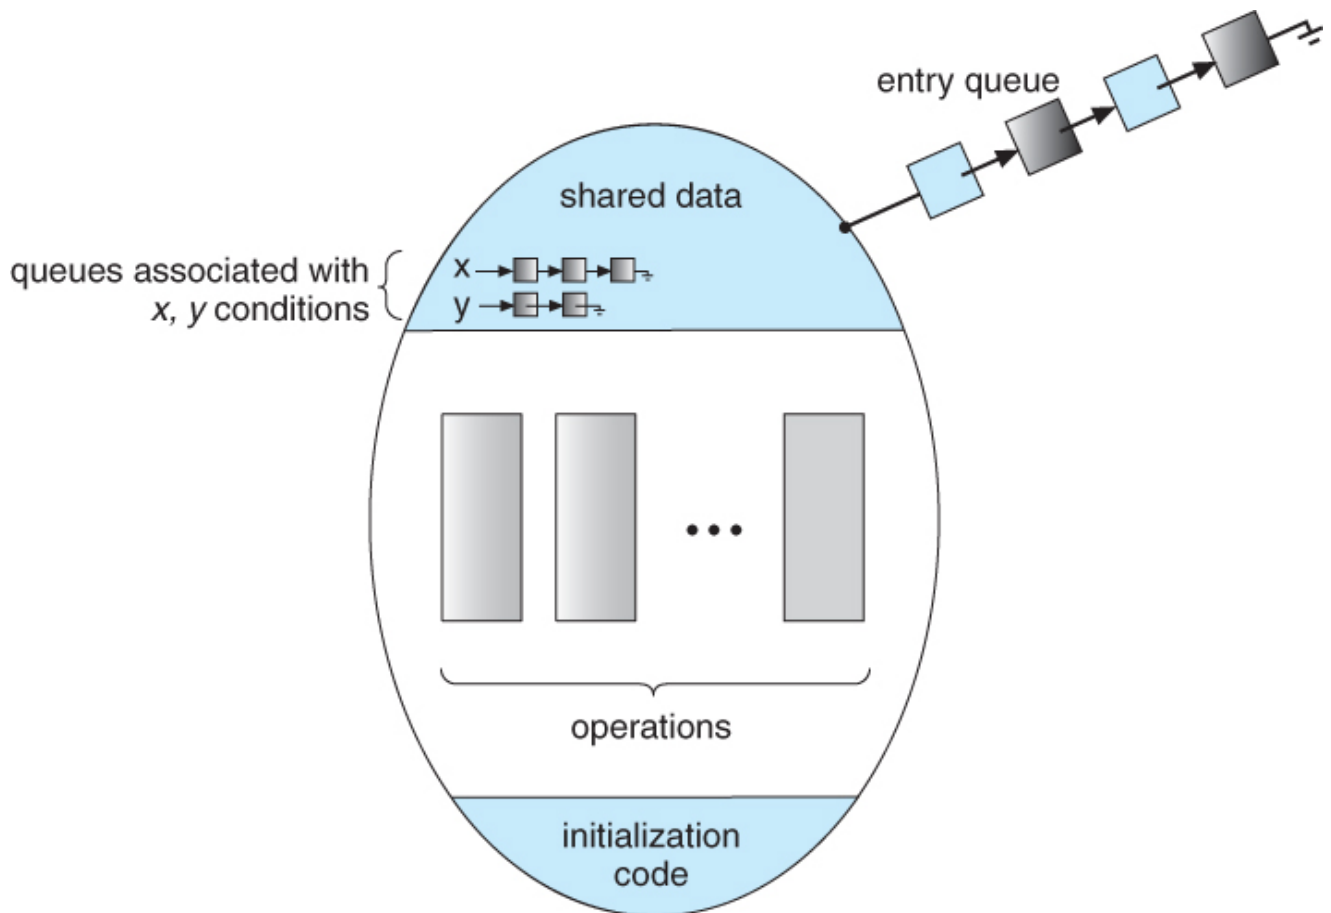 entry queue
shared data
queues associated with
x, y conditions
x
y
operations
initialization
code